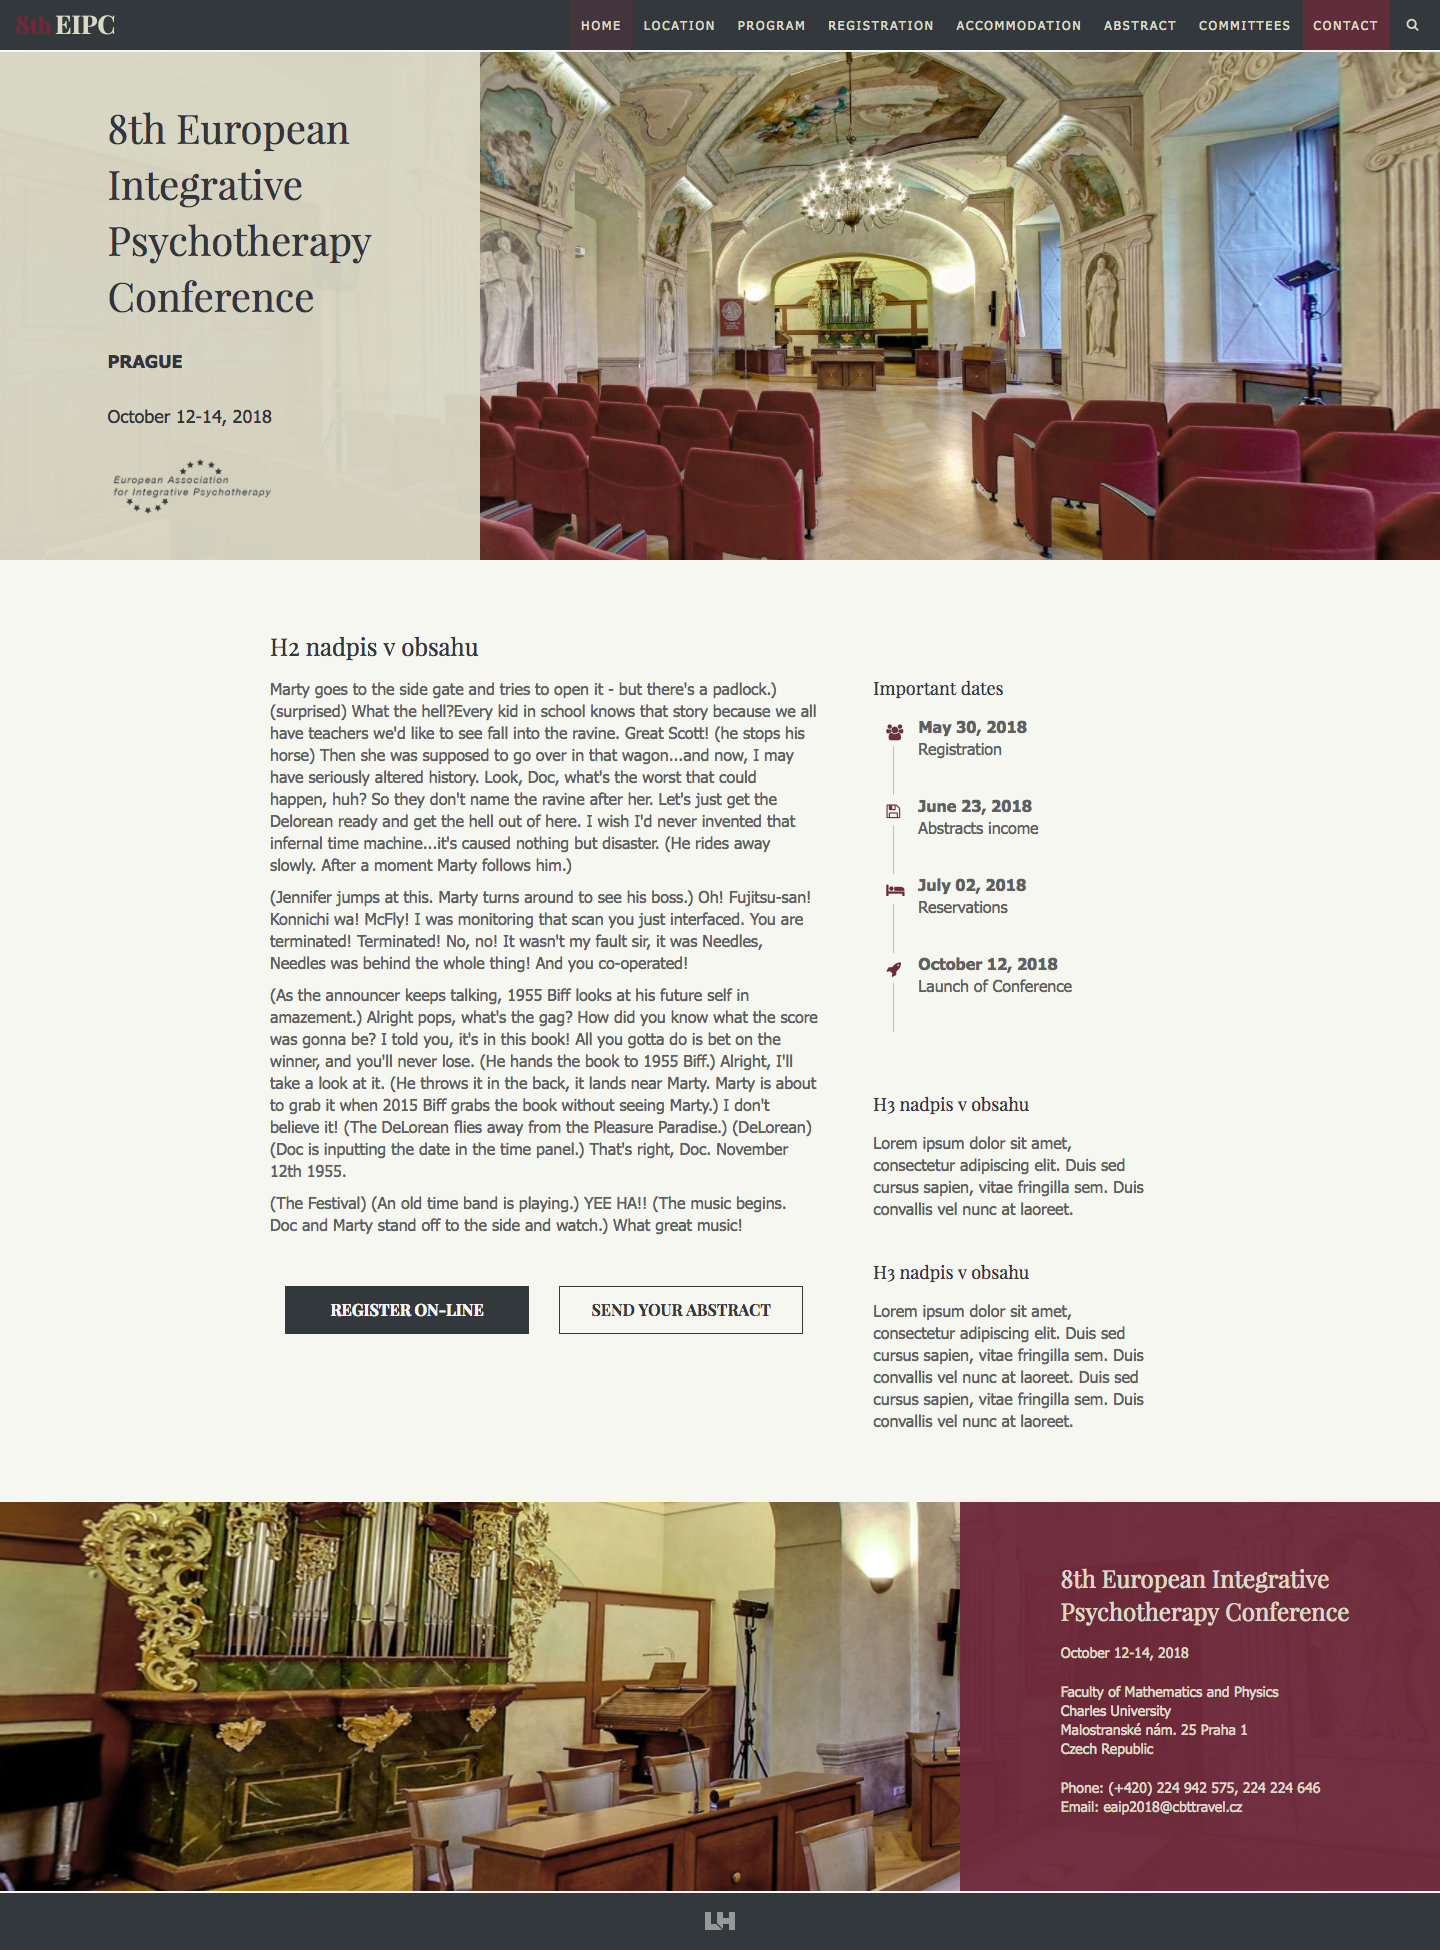 8th EIPC
HOME LOCATION PROGRAM REGISTRATION ACCOMMODATION ABSTRACT COMMITTEES CONTACT
8th European
Integrative
Psychotherapy
Conference
PRAGUE
October 12-14, 2018
European Association
for Integrative Psychotherapy
H2 nadpis v obsahu
Marty goes to the side gate and tries to open it - but there's a padlock.)
(surprised) What the hell?Every kid in school knows that story because we all
have teachers we'd like to see fall into the ravine. Great Scott! (he stops his
horse) Then she was supposed to go over in that wagon...and now, I may
have seriously altered history. Look, Doc, what's the worst that could
happen, huh? So they don't name the ravine after her. Let's just get the
Delorean ready and get the hell out of here. I wish I'd never invented that
infernal time machine...it's caused nothing but disaster. (He rides away
slowly. After a moment Marty follows him.)
(Jennifer jumps at this. Marty turns around to see his boss.) Oh! Fujitsu-san!
Konnichi wa! McFly! I was monitoring that scan you just interfaced. You are
terminated! Terminated! No, no! It wasn't my fault sir, it was Needles,
Needles was behind the whole thing! And you co-operated!
(As the announcer keeps talking, 1955 Biff looks at his future self in
amazement.) Alright pops, what's the gag? How did you know what the score
was gonna be? I told you, it's in this book! All you gotta do is bet on the
winner, and you'll never lose. (He hands the book to 1955 Biff.) Alright, I'll
take a look at it. (He throws it in the back, it lands near Marty. Marty is about
to grab it when 2015 Biff grabs the book without seeing Marty.) I don't
believe it! (The DeLorean flies away from the Pleasure Paradise.) (DeLorean)
(Doc is inputting the date in the time panel.) That's right, Doc. November
12th 1955.
(The Festival) (An old time band is playing.) YEE HA!! (The music begins.
Doc and Marty stand off to the side and watch.) What great music!
REGISTER ON-LINE
SEND YOUR ABSTRACT
Important dates
May 30, 2018
Registration
June 23, 2018
Abstracts income
July 02, 2018
Reservations
October 12, 2018
Launch of Conference
H3 nadpis v obsahu
Lorem ipsum dolor sit amet,
consectetur adipiscing elit. Duis sed
cursus sapien, vitae fringilla sem. Duis
convallis vel nunc at laoreet.
H3 nadpis v obsahu
Lorem ipsum dolor sit amet,
consectetur adipiscing elit. Duis sed
cursus sapien, vitae fringilla sem. Duis
convallis vel nunc at laoreet. Duis sed
cursus sapien, vitae fringilla sem. Duis
convallis vel nunc at laoreet.
8th European Integrative
Psychotherapy Conference
October 12-14, 2018
Faculty of Mathematics and Physics
Charles University
Malostranské nám. 25 Praha 1
Czech Republic
Phone: (+420) 224 942 575, 224 224 646
Email: eaip2018@cbttravel.cz
LH